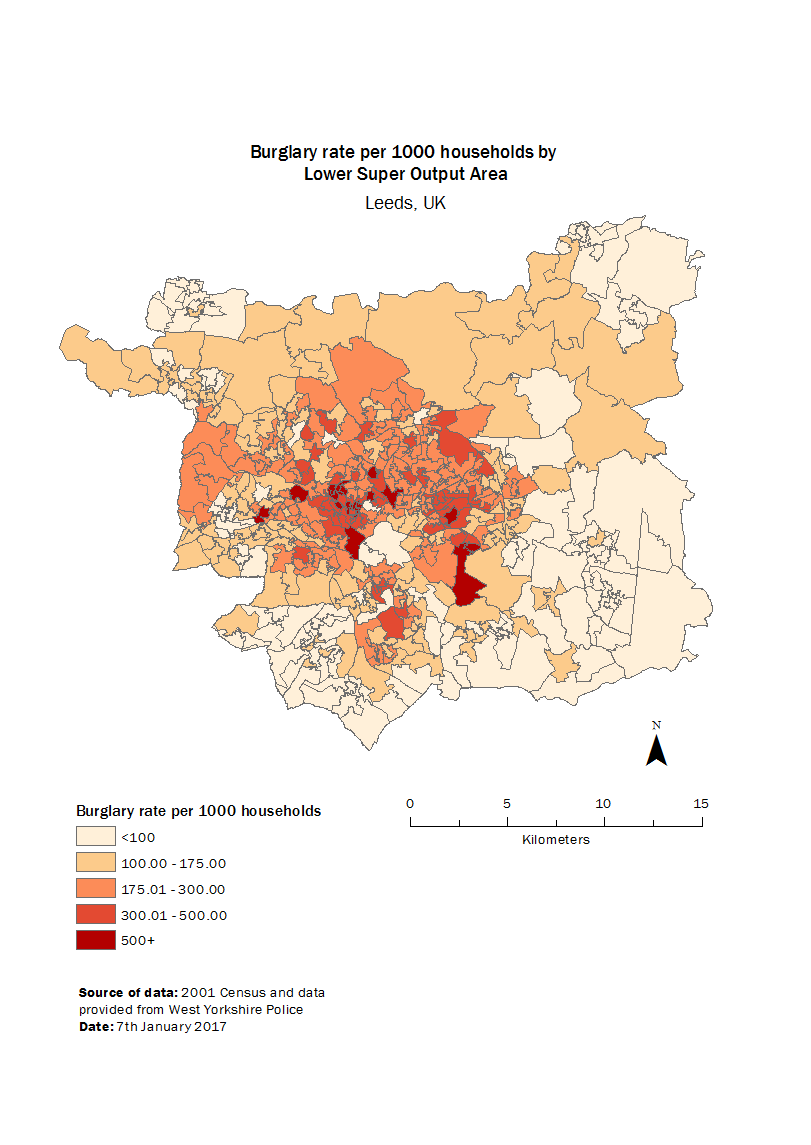 Burglary rate per 1000 households by
Lower Super Output Area
Leeds, UK
N
0 5 10 15
Kilometers
Burglary rate per 1000 households
<100
100.00 - 175.00
175.01 - 300.00
300.01 - 500.00
500+
Source of data: 2001 Census and data
provided from West Yorkshire Police
Date: 7th January 2017